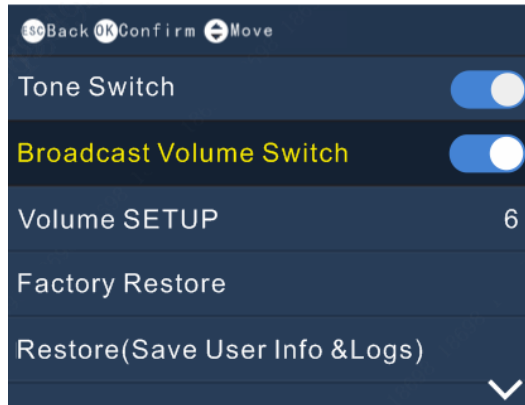 ESC Back OK Confirm Move
Tone Switch
Broadcast Volume Switch
Volume SETUP 6
Factory Restore
Restore(Save User Info &Logs)